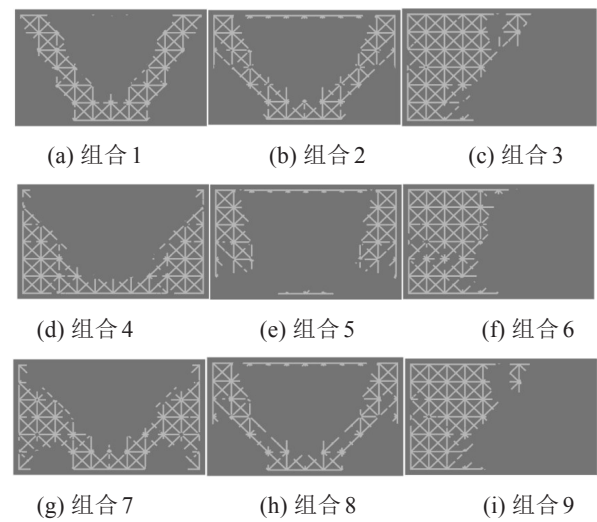 (a) 组合1 (b) 组合2 (c) 组合3
(d) 组合4 (e) 组合5 (f) 组合6
(g) 组合7 (h) 组合8 (i) 组合9